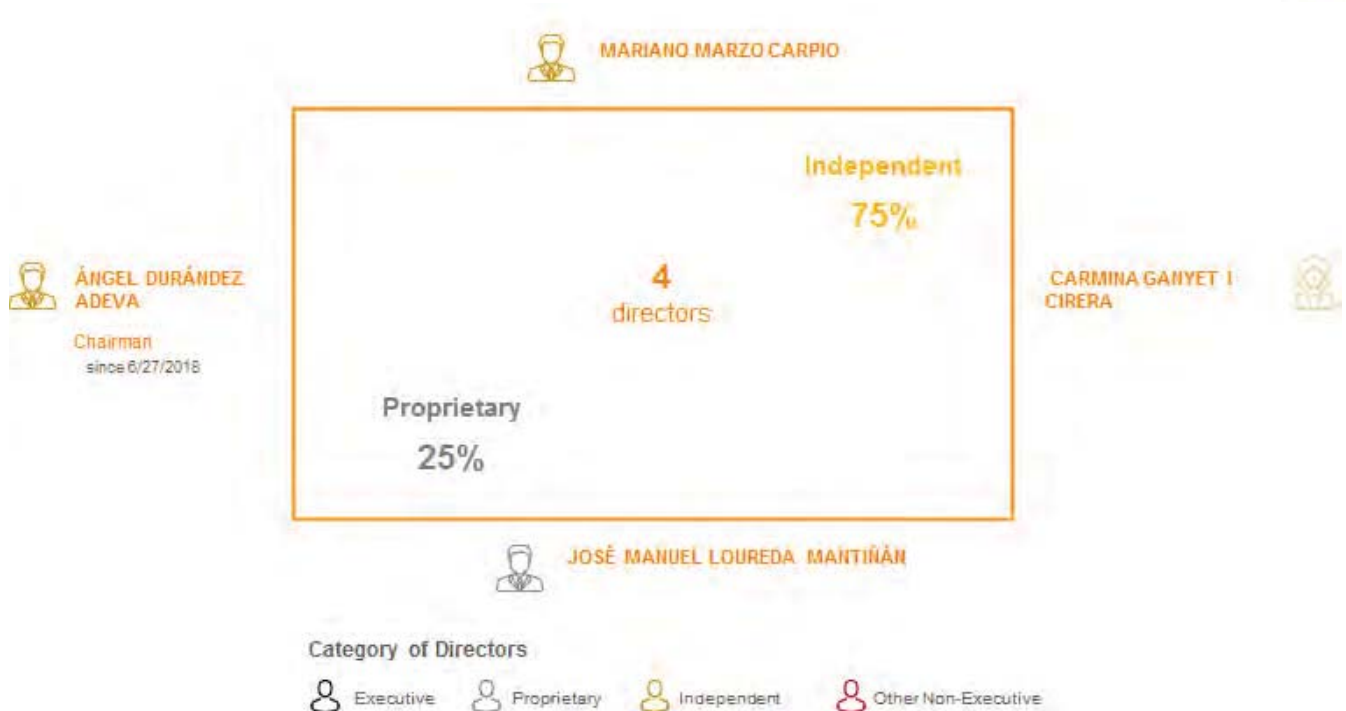 MARIANO MARZO CARPIO
Independent
75%
ÁNGEL DURÁNDEZ
ADEVA
Chairman
since 6/27/2018
4
directors
CARMINA GANYET I
CIRERA
Proprietary
25%
JOSÉ MANUEL LOUREDA MANTIÑÁN
Category of Directors
Executive Proprietary Independent Other Non-Executive